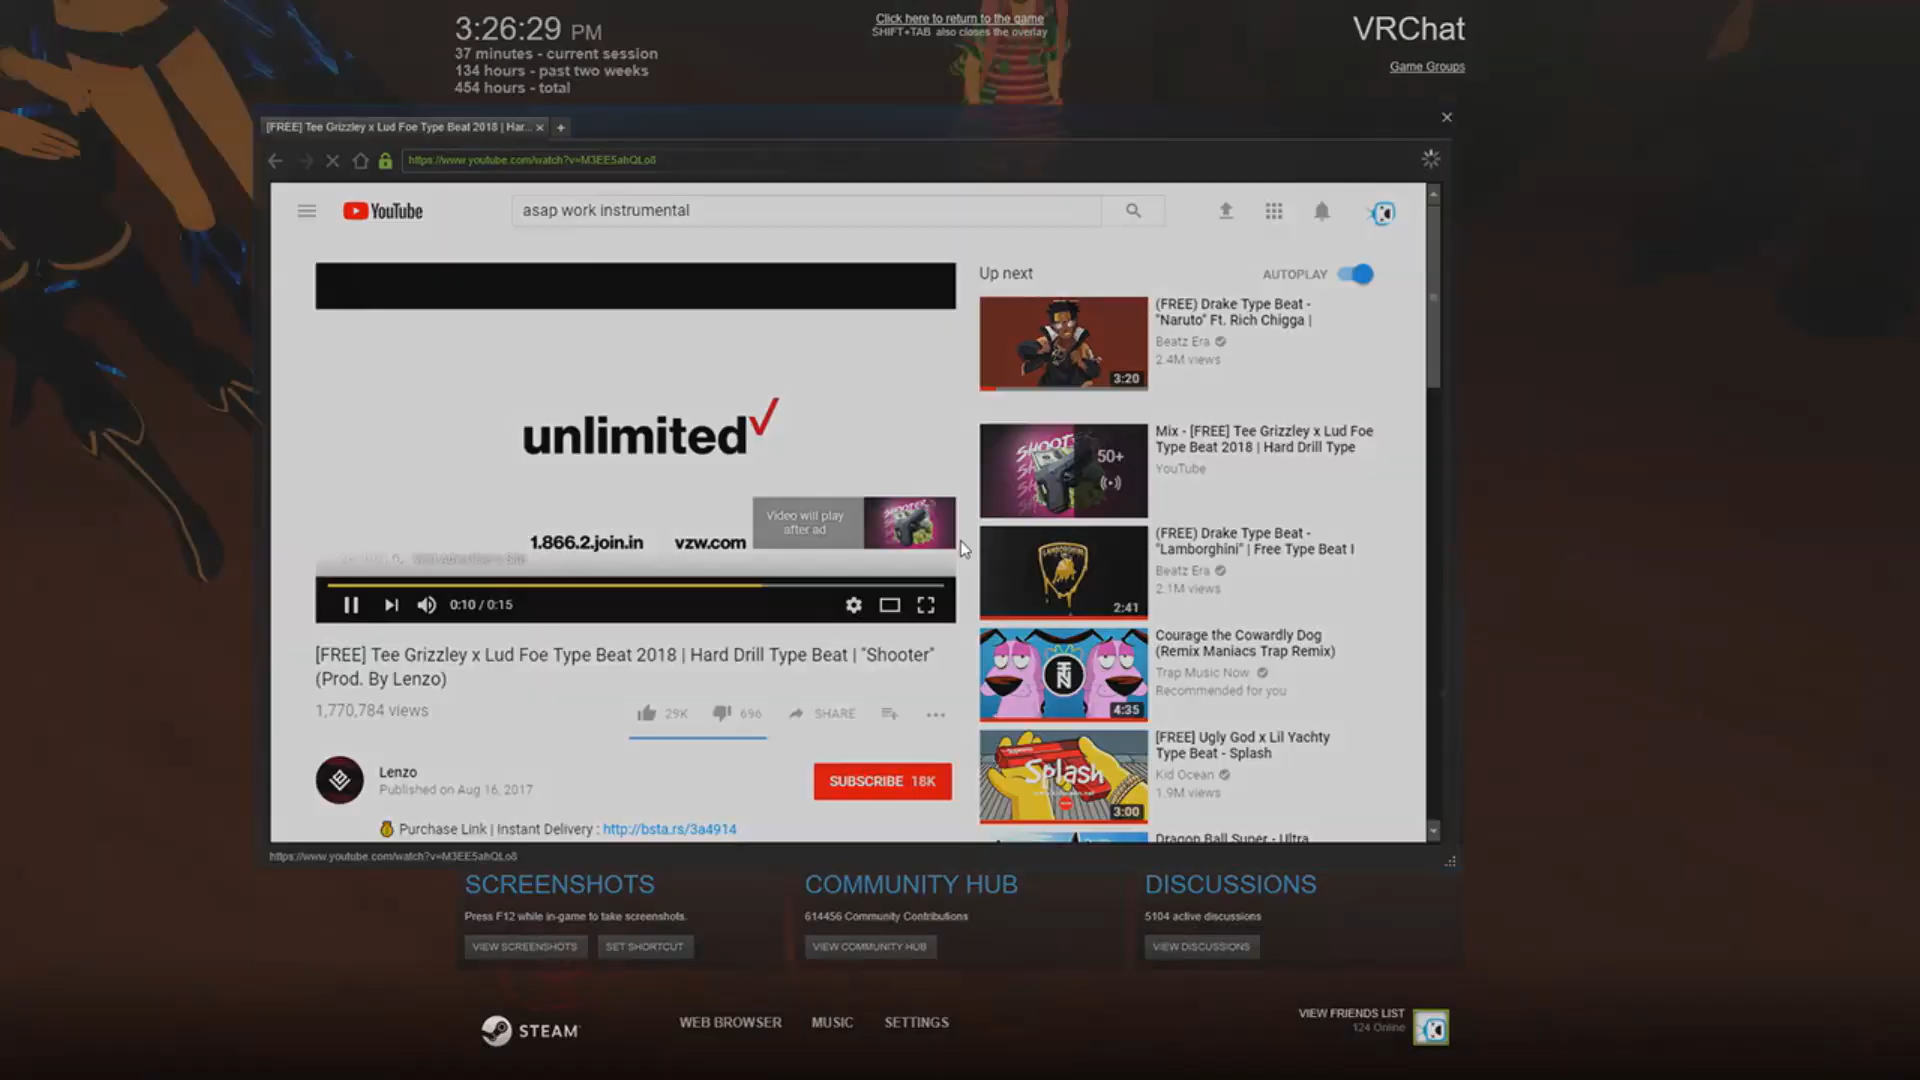 3:26:29 PM
37 minutes - current session
134 hours - past two weeks
454 hours - total
Click here to return to the game
SHIFT+TAB also closes the overlay
VRChat
Game Groups
[FREE] Tee Grizzley x Lud Foe Type Beat 2018 | Har...
https://www.youtube.com/watch?v=M3EE5ahQLo8
YouTube
asap work instrumental
unlimited
1.866.2.join.in
vzw.com
Video will play
after ad
Visit Advertiser's Site
0:10 / 0:15
[FREE] Tee Grizzley x Lud Foe Type Beat 2018 | Hard Drill Type Beat | "Shooter"
(Prod. By Lenzo)
1,770,784 views
29K
696
SHARE
Lenzo
Published on Aug 16, 2017
SUBSCRIBE 18K
Purchase Link | Instant Delivery : http://bsta.rs/3a4914
Up next
AUTOPLAY
3:20
(FREE) Drake Type Beat -
"Naruto" Ft. Rich Chigga |
Beatz Era
2.4M views
SHOOTER
50+
Mix - [FREE] Tee Grizzley x Lud Foe
Type Beat 2018 | Hard Drill Type
YouTube
LAMBORGHINI
2:41
(FREE) Drake Type Beat -
"Lamborghini" | Free Type Beat I
Beatz Era
2.1M views
4:35
Courage the Cowardly Dog
(Remix Maniacs Trap Remix)
Trap Music Now
Recommended for you
Splash
3:00
[FREE] Ugly God x Lil Yachty
Type Beat - Splash
Kid Ocean
1.9M views
Dragon Ball Super - Ultra
https://www.youtube.com/watch?v=M3EE5ahQLo8
SCREENSHOTS
Press F12 while in-game to take screenshots.
VIEW SCREENSHOTS
SET SHORTCUT
COMMUNITY HUB
614456 Community Contributions
VIEW COMMUNITY HUB
DISCUSSIONS
5104 active discussions
VIEW DISCUSSIONS
STEAM
WEB BROWSER
MUSIC
SETTINGS
VIEW FRIENDS LIST
124 Online